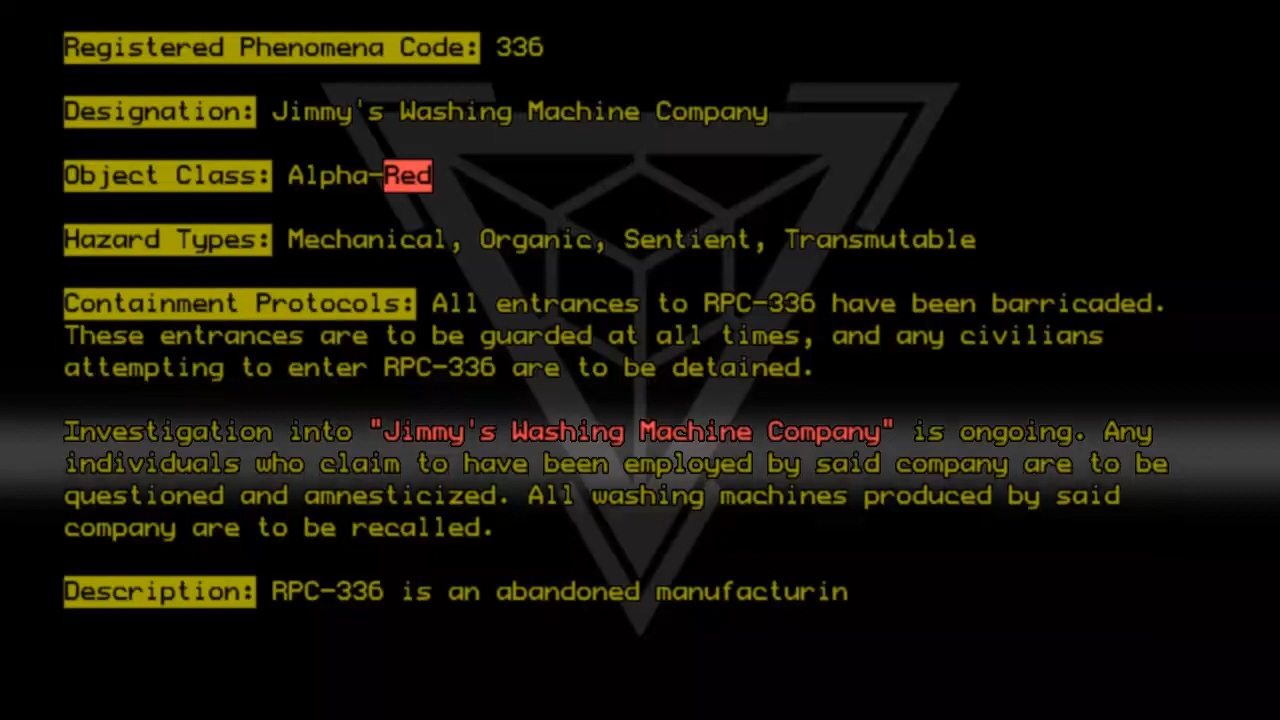 Registered Phenomena Code: 336
Designation: Jimmy's Washing Machine Company
Object Class: Alpha-Red
Hazard Types: Mechanical, Organic, Sentient, Transmutable
Containment Protocols: All entrances to RPC-336 have been barricaded.
These entrances are to be guarded at all times, and any civilians
attempting to enter RPC-336 are to be detained.
Investigation into "Jimmy's Washing Machine Company" is ongoing. Any
individuals who claim to have been employed by said company are to be
questioned and amnesticized. All washing machines produced by said
company are to be recalled.
Description: RPC-336 is an abandoned manufacturin